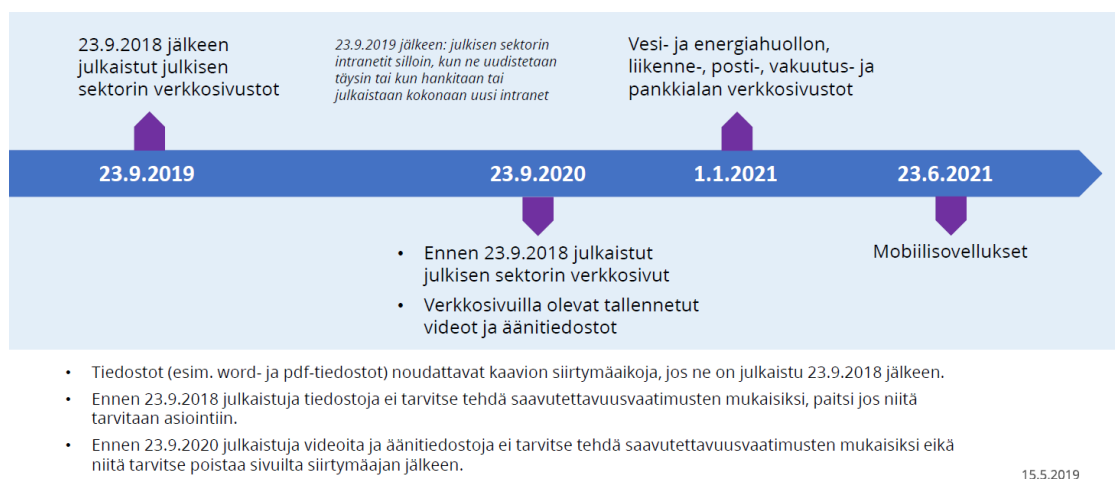 23.9.2018 jälkeen
julkaistut julkisen
sektorin verkkosivustot
23.9.2019 jälkeen: julkisen sektorin
intranetit silloin, kun ne uudistetaan
täysin tai kun hankitaan tai
julkaistaan kokonaan uusi intranet
Vesi- ja energiahuollon,
liikenne-, posti-, vakuutus- ja
pankkialan verkkosivustot
23.9.2019
23.9.2020
1.1.2021
23.6.2021
• Ennen 23.9.2018 julkaistut
julkisen sektorin verkkosivut
• Verkkosivuilla olevat tallennetut
videot ja äänitiedostot
Mobiilisovellukset
• Tiedostot (esim. word- ja pdf-tiedostot) noudattavat kaavion siirtymäaikoja, jos ne on julkaistu 23.9.2018 jälkeen.
• Ennen 23.9.2018 julkaistuja tiedostoja ei tarvitse tehdä saavutettavuusvaatimusten mukaisiksi, paitsi jos niitä
tarvitaan asiointiin.
• Ennen 23.9.2020 julkaistuja videoita ja äänitiedostoja ei tarvitse tehdä saavutettavuusvaatimusten mukaisiksi eikä
niitä tarvitse poistaa sivuilta siirtymäajan jälkeen.
15.5.2019